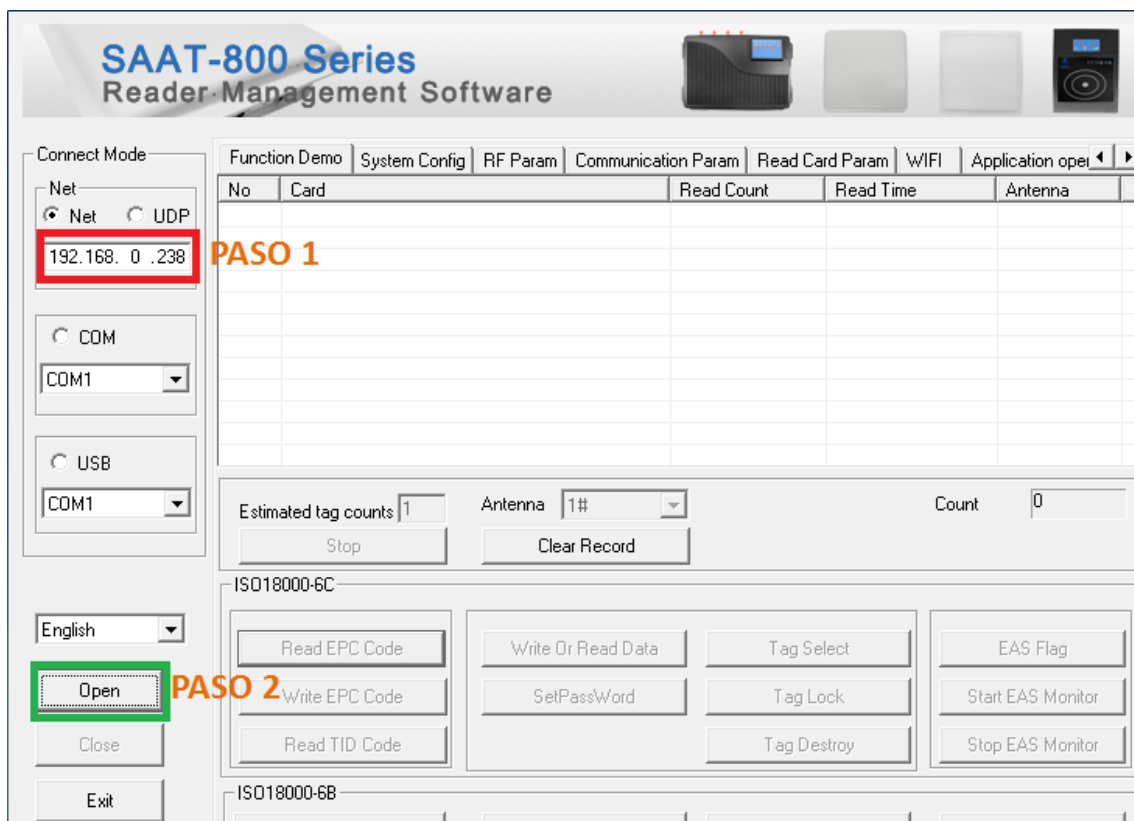 SAAT-800 Series
Reader Management Software
Connect Mode
Net
Net UDP
192.168. 0 .238
PASO 1
COM
COM1
USB
COM1
English
Open
PASO 2
Close
Exit
Function Demo System Config RF Param Communication Param Read Card Param WIFI Application oper
No Card Read Count Read Time Antenna
Estimated tag counts 1 Antenna 1# Count 0
Stop Clear Record
ISO18000-6C
Read EPC Code Write Or Read Data Tag Select EAS Flag
Write EPC Code SetPassWord Tag Lock Start EAS Monitor
Read TID Code Tag Destroy Stop EAS Monitor
ISO18000-6B